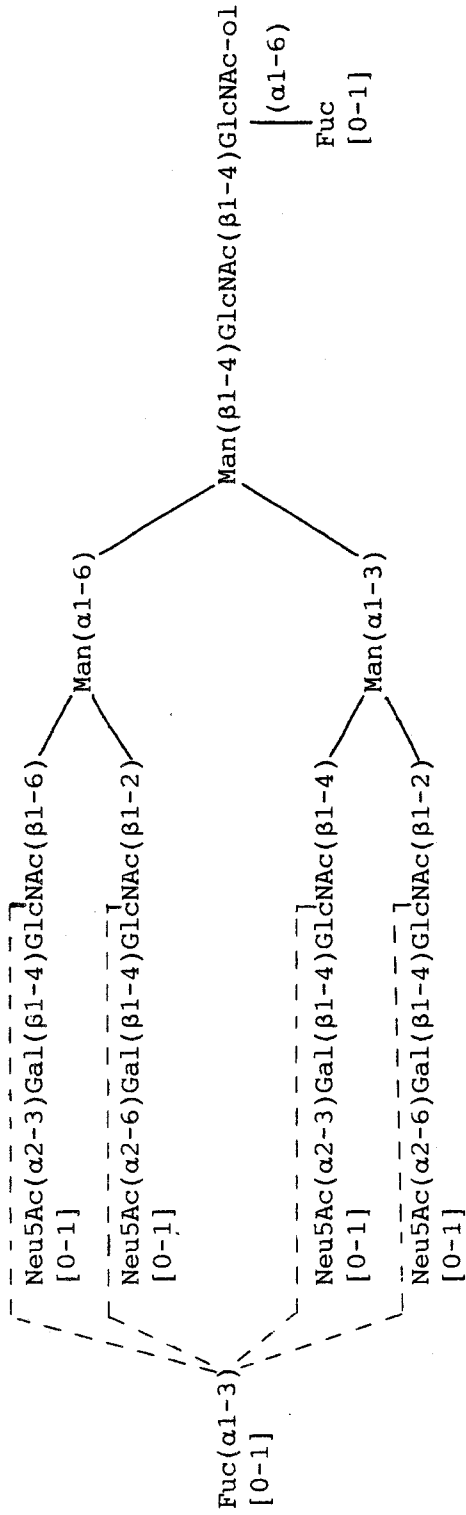 Neu5Ac(α2-3)Gal(β1-4)GlcNAc(β1-6)
[0-1]
Man(α1-6)
Neu5Ac(α2-6)Gal(β1-4)GlcNAc(β1-2)
[0-1]
Fuc(α1-3)
[0-1]
Man(β1-4)GlcNAc(β1-4)GlcNAc-ol
(α1-6)
Fuc
[0-1]
Neu5Ac(α2-3)Gal(β1-4)GlcNAc(β1-4)
[0-1]
Man(α1-3)
Neu5Ac(α2-6)Gal(β1-4)GlcNAc(β1-2)
[0-1]